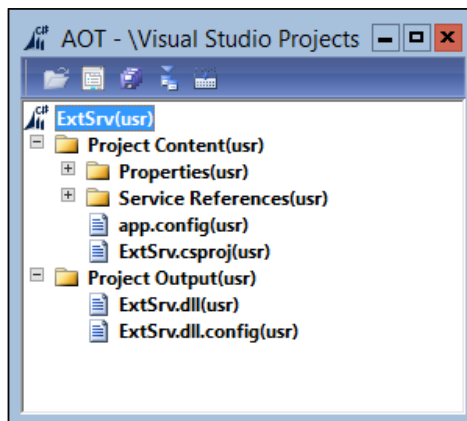 AOT - \Visual Studio Projects
ExtSrv(usr)
Project Content(usr)
Properties(usr)
Service References(usr)
app.config(usr)
ExtSrv.csproj(usr)
Project Output(usr)
ExtSrv.dll(usr)
ExtSrv.dll.config(usr)